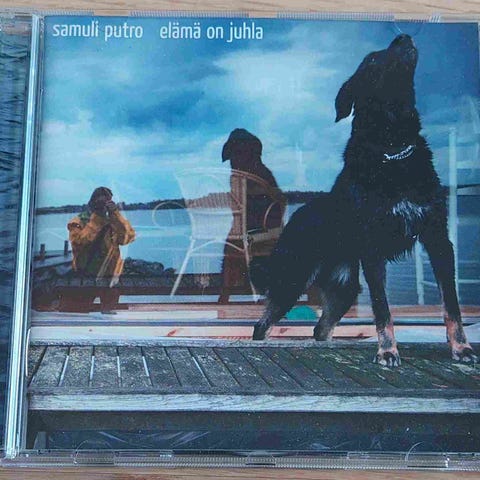 samuli putro elämä on juhla